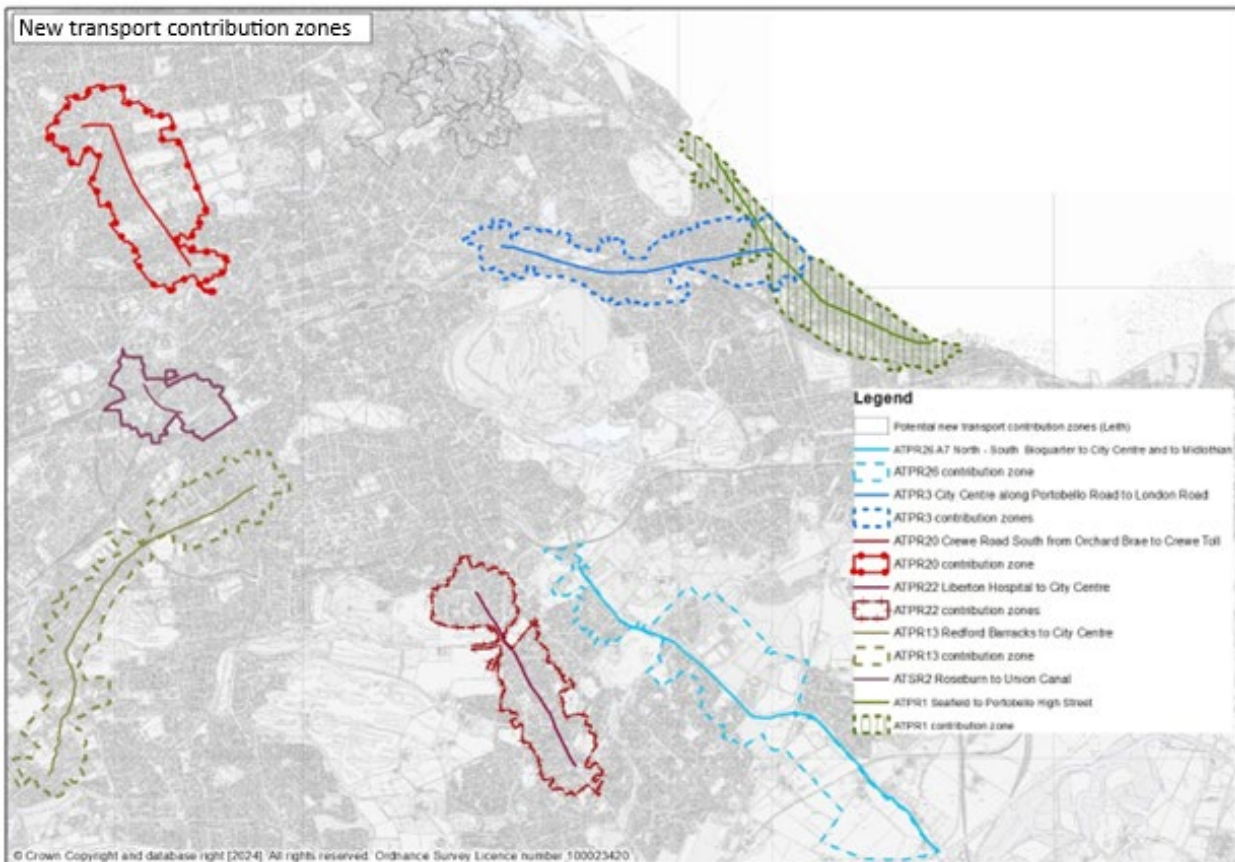 New transport contribution zones
Legend
Potential new transport contribution zones (Leith)
ATPR26 A7 North - South Bioquarter to City Centre and to Midlothian
ATPR26 contribution zone
ATPR3 City Centre along Portobello Road to London Road
ATPR3 contribution zones
ATPR20 Crewe Road South from Orchard Brae to Crewe Toll
ATPR20 contribution zone
ATPR22 Liberton Hospital to City Centre
ATPR22 contribution zones
ATPR13 Redford Barracks to City Centre
ATPR13 contribution zone
ATSR2 Roseburn to Union Canal
ATPR1 Seafield to Portobello High Street
ATPR1 contribution zone
© Crown Copyright and database right [2024]. All rights reserved. Ordnance Survey Licence number 100023420